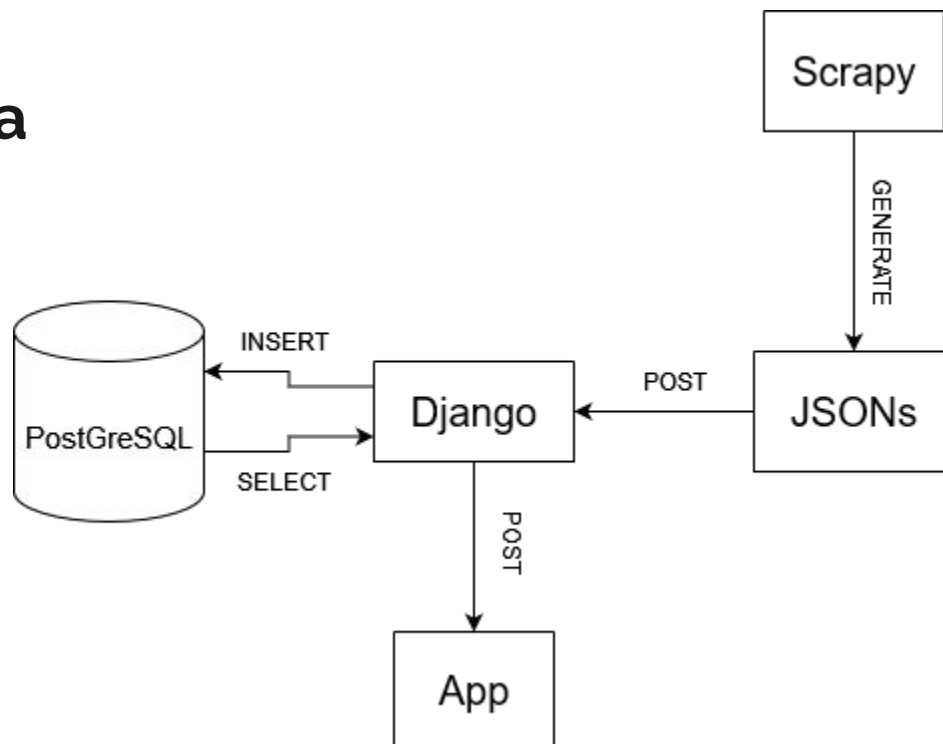 a
Scrapy
GENERATE
INSERT
POST
Django
JSONs
PostGreSQL
SELECT
POST
App